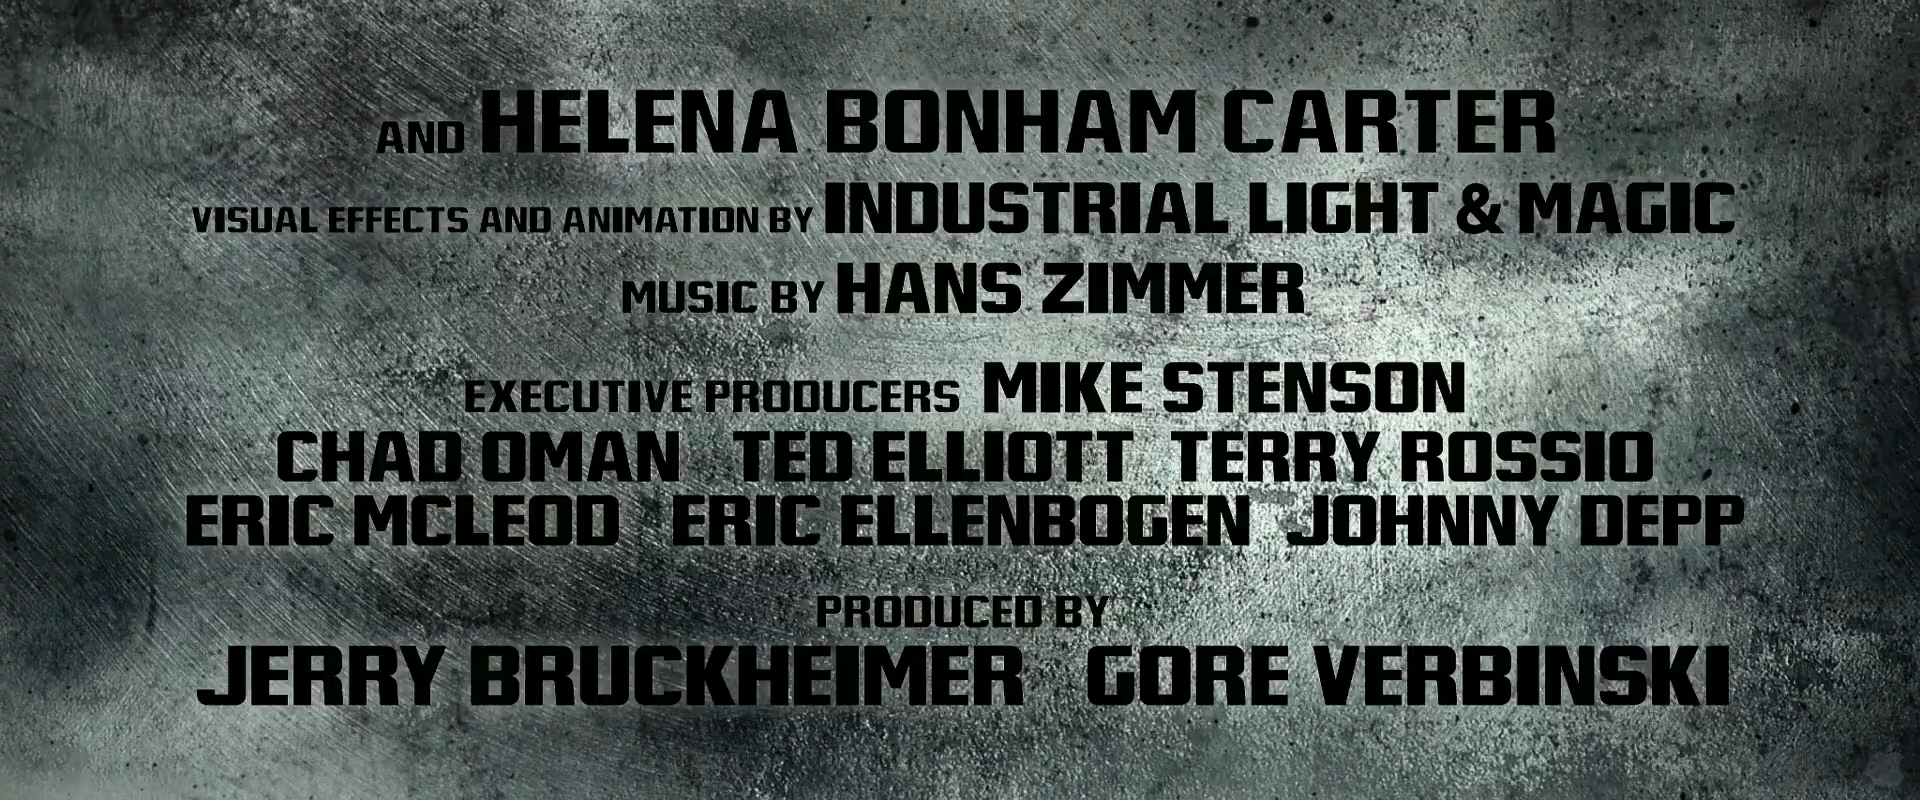 AND HELENA BONHAM CARTER
VISUAL EFFECTS AND ANIMATION BY INDUSTRIAL LIGHT & MAGIC
MUSIC BY HANS ZIMMER
EXECUTIVE PRODUCERS MIKE STENSON
CHAD OMAN TED ELLIOTT TERRY ROSSIO
ERIC MCLEOD ERIC ELLENBOGEN JOHNNY DEPP
PRODUCED BY
JERRY BRUCKHEIMER GORE VERBINSKI